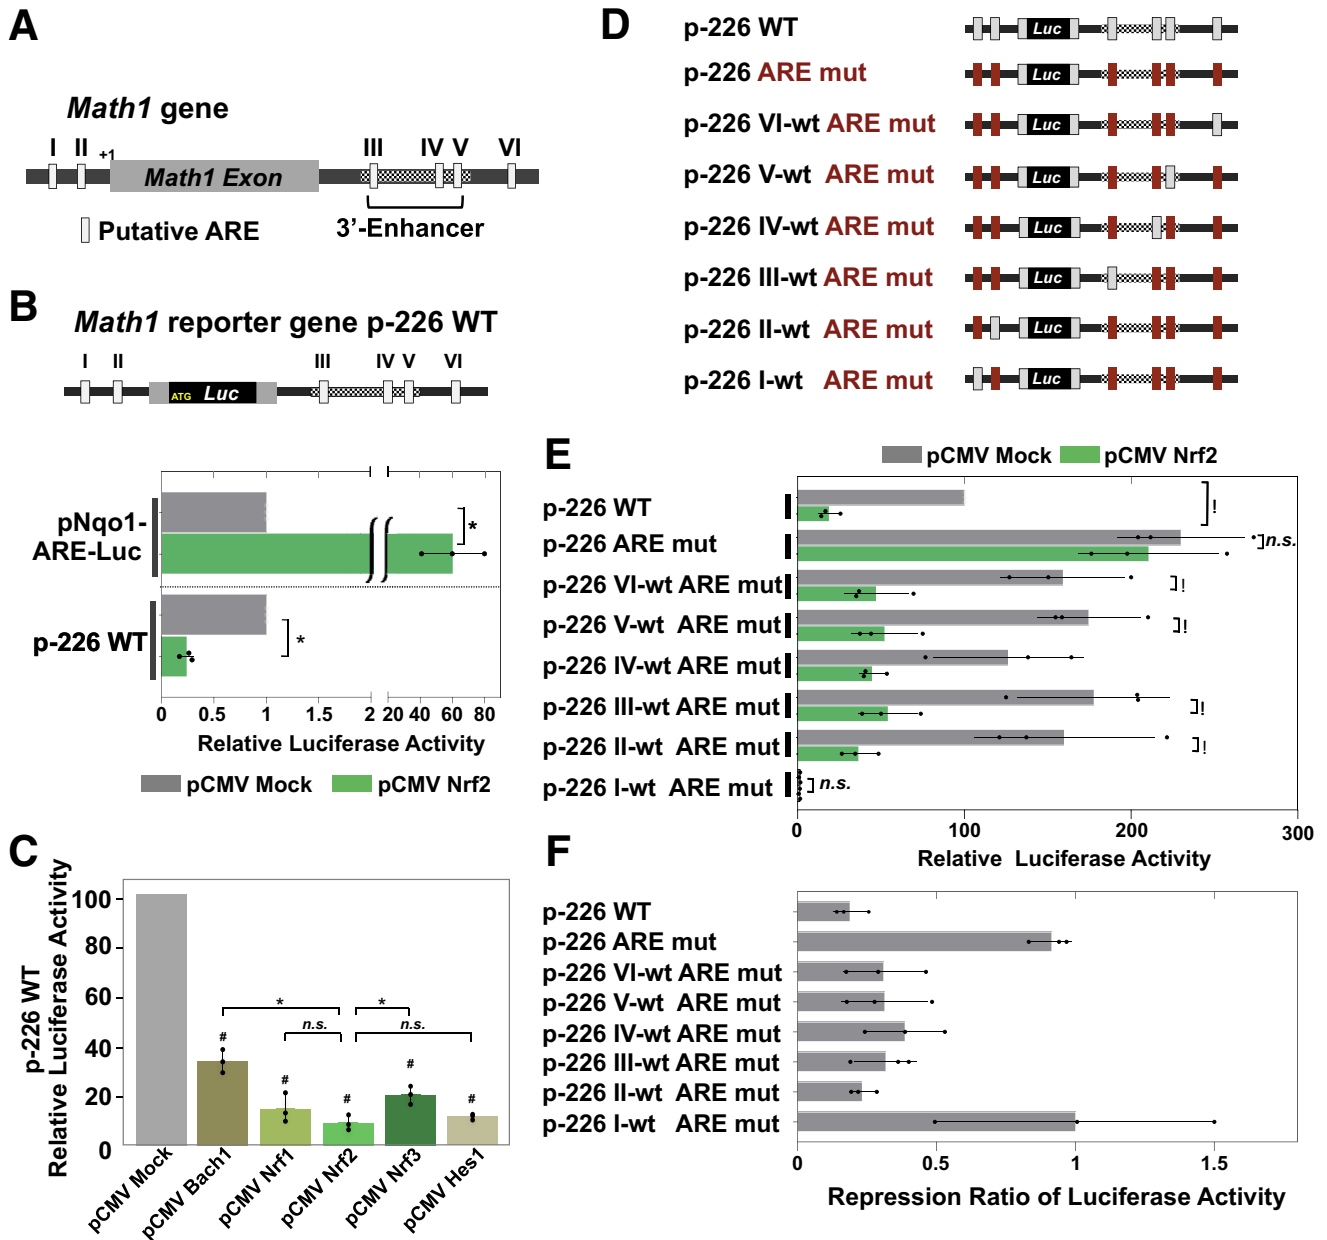 A
Math1 gene
I II +1 III IV V VI
Math1 Exon
Putative ARE
3’-Enhancer
B
Math1 reporter gene p-226 WT
I II III IV V VI
ATG Luc
pNqo1-
ARE-Luc
*
p-226 WT
*
0 0.5 1 1.5 2 20 40 60 80
Relative Luciferase Activity
pCMV Mock pCMV Nrf2
C
p-226 WT
Relative Luciferase Activity
100
80
60
40
20
0
* *
n.s. n.s.
# # # # #
pCMV Mock
pCMV Bach1
pCMV Nrf1
pCMV Nrf2
pCMV Nrf3
pCMV Hes1
D
p-226 WT Luc
p-226 ARE mut Luc
p-226 VI-wt ARE mut Luc
p-226 V-wt ARE mut Luc
p-226 IV-wt ARE mut Luc
p-226 III-wt ARE mut Luc
p-226 II-wt ARE mut Luc
p-226 I-wt ARE mut Luc
E
pCMV Mock pCMV Nrf2
p-226 WT !
p-226 ARE mut n.s.
p-226 VI-wt ARE mut !
p-226 V-wt ARE mut !
p-226 IV-wt ARE mut
p-226 III-wt ARE mut !
p-226 II-wt ARE mut !
p-226 I-wt ARE mut n.s.
0 100 200 300
Relative Luciferase Activity
F
p-226 WT
p-226 ARE mut
p-226 VI-wt ARE mut
p-226 V-wt ARE mut
p-226 IV-wt ARE mut
p-226 III-wt ARE mut
p-226 II-wt ARE mut
p-226 I-wt ARE mut
0 0.5 1 1.5
Repression Ratio of Luciferase Activity